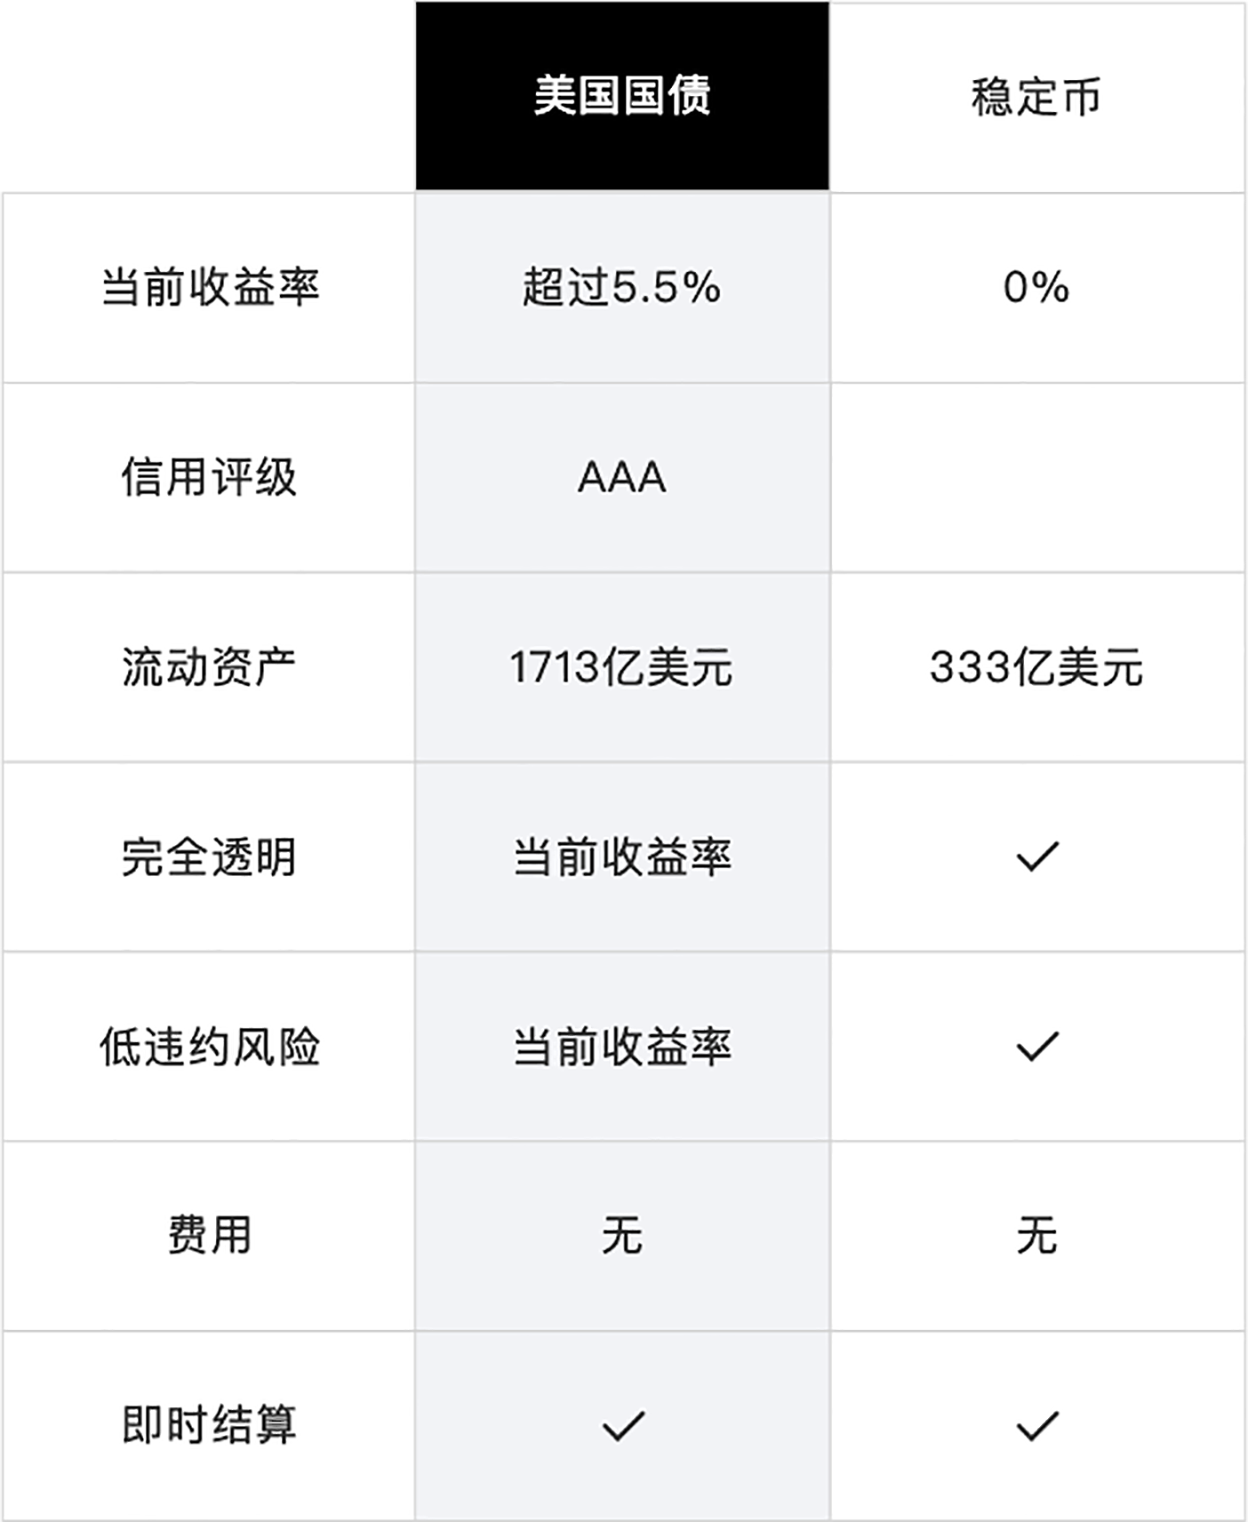 美国国债 稳定币
当前收益率 超过5.5% 0%
信用评级 AAA
流动资产 1713亿美元 333亿美元
完全透明 当前收益率 ✓
低违约风险 当前收益率 ✓
费用 无 无
即时结算 ✓ ✓